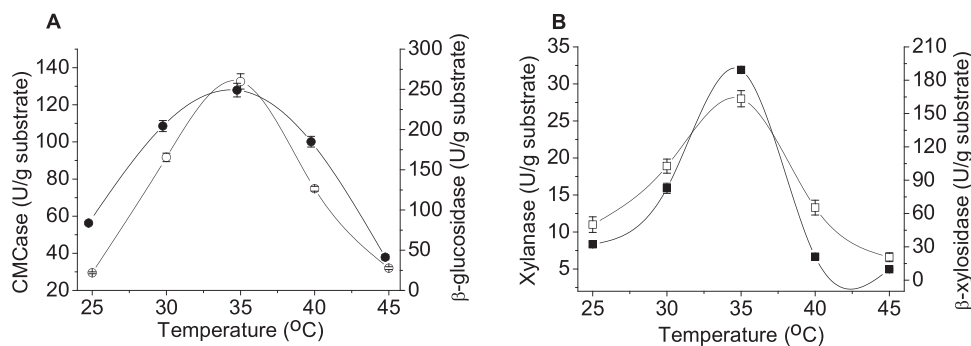 A
CMCase (U/g substrate)
140
120
100
80
60
40
20
300
250
200
150
100
50
0
β-glucosidase (U/g substrate)
25 30 35 40 45
Temperature (ºC)
B
Xylanase (U/g substrate)
35
30
25
20
15
10
5
210
180
150
120
90
60
30
0
β-xylosidase (U/g substrate)
25 30 35 40 45
Temperature (ºC)